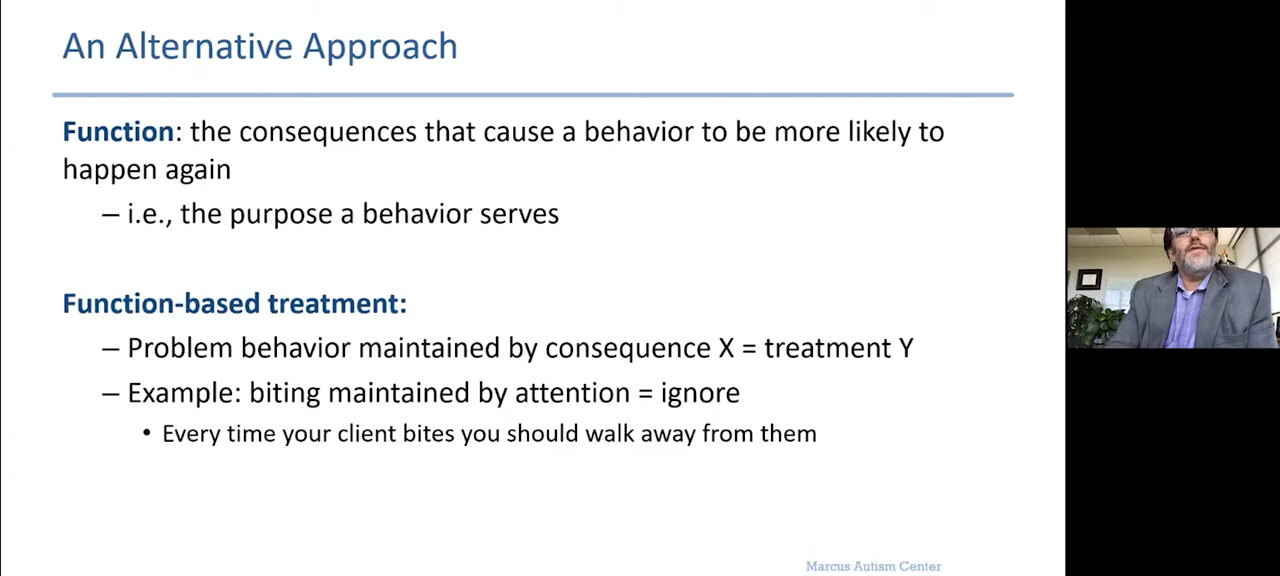 An Alternative Approach
Function: the consequences that cause a behavior to be more likely to
happen again
– i.e., the purpose a behavior serves
Function-based treatment:
– Problem behavior maintained by consequence X = treatment Y
– Example: biting maintained by attention = ignore
• Every time your client bites you should walk away from them
Marcus Autism Center